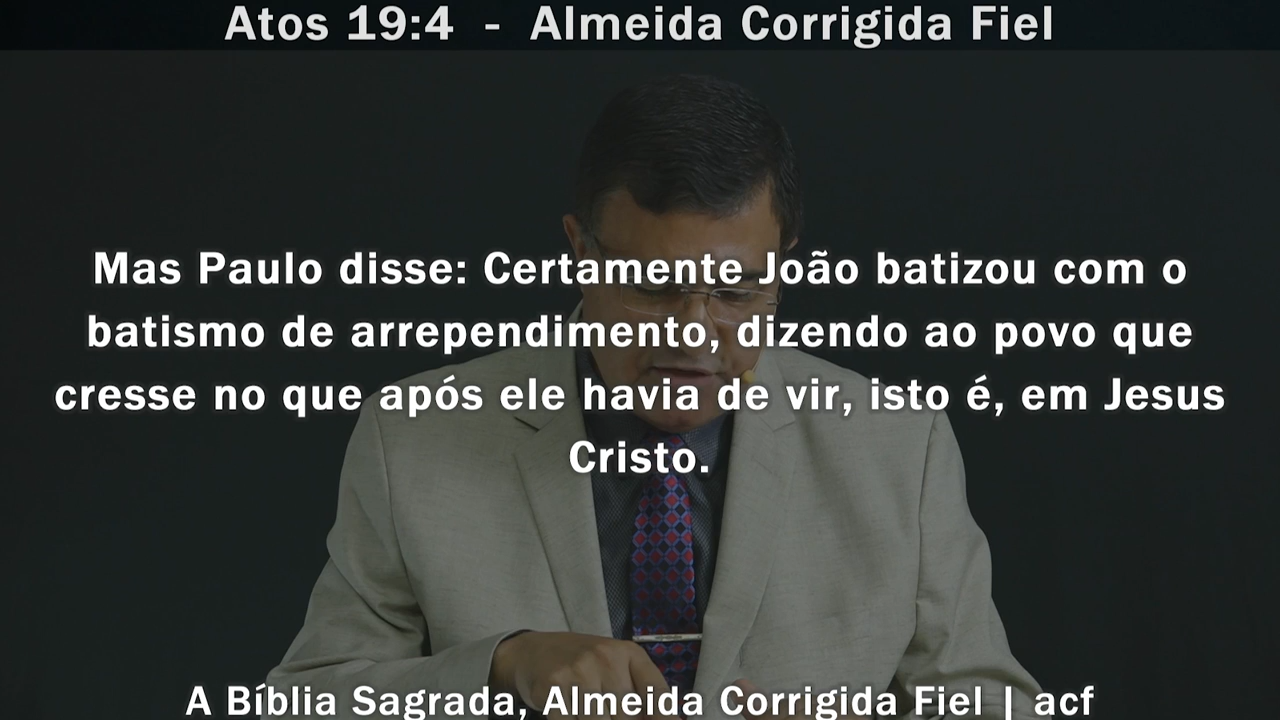 Atos 19:4 - Almeida Corrigida Fiel
Mas Paulo disse: Certamente João batizou com o
batismo de arrependimento, dizendo ao povo que
cresse no que após ele havia de vir, isto é, em Jesus
Cristo.
A Bíblia Sagrada, Almeida Corrigida Fiel | acf